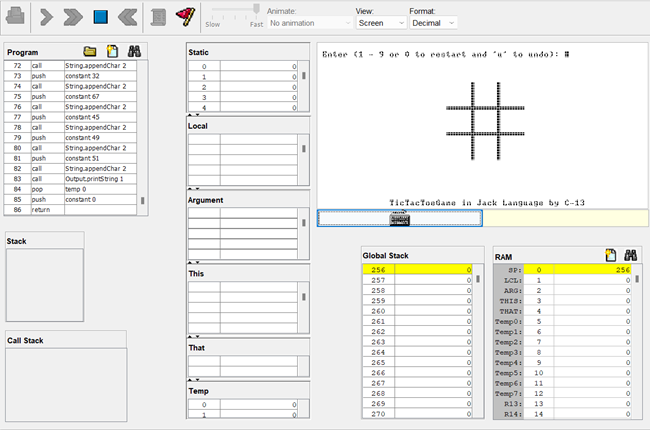 Animate:
View:
Format:
No animation
Screen
Decimal
Slow
Fast
Program
72 call String.appendChar 2
73 push constant 32
74 call String.appendChar 2
75 push constant 67
76 call String.appendChar 2
77 push constant 45
78 call String.appendChar 2
79 push constant 49
80 call String.appendChar 2
81 push constant 51
82 call String.appendChar 2
83 call Output.printString 1
84 pop temp 0
85 push constant 0
86 return
Stack
Call Stack
Static
0 0
1 0
2 0
3 0
4 0
Local
Argument
This
That
Temp
0 0
1 0
Enter (1 - 9 or 0 to restart and 'u' to undo):
TicTacToeGame in Jack Language by C-13
Global Stack
256 0
257 0
258 0
259 0
260 0
261 0
262 0
263 0
264 0
265 0
266 0
267 0
268 0
269 0
270 0
RAM
SP: 0 256
LCL: 1 0
ARG: 2 0
THIS: 3 0
THAT: 4 0
Temp0: 5 0
Temp1: 6 0
Temp2: 7 0
Temp3: 8 0
Temp4: 9 0
Temp5: 10 0
Temp6: 11 0
Temp7: 12 0
R13: 13 0
R14: 14 0